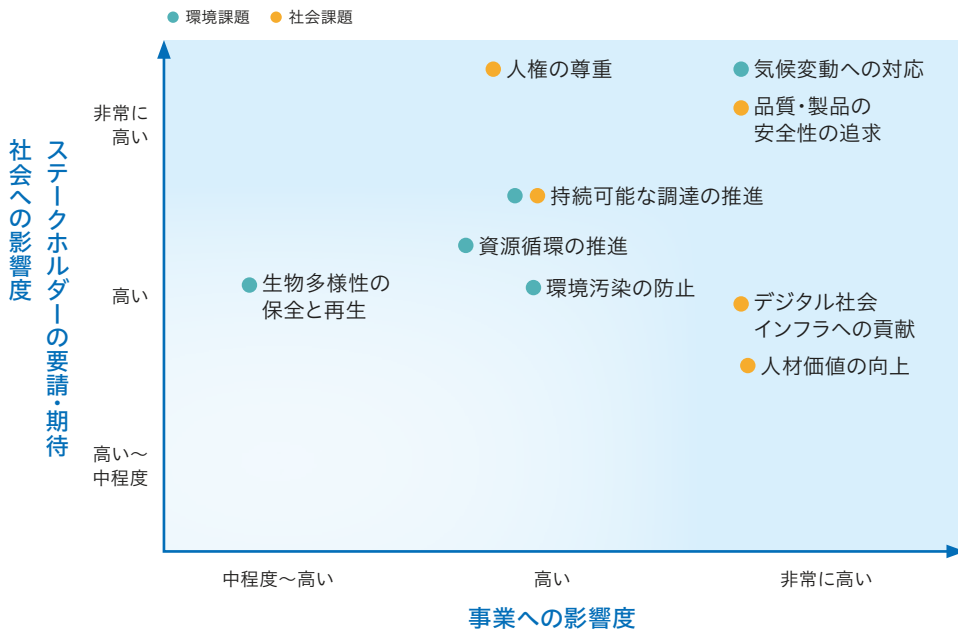 環境課題
社会課題
ステークホルダーの要請・期待
社会への影響度
非常に
高い
高い
高い～
中程度
人権の尊重
気候変動への対応
品質・製品の
安全性の追求
持続可能な調達の推進
資源循環の推進
生物多様性の
保全と再生
環境汚染の防止
デジタル社会
インフラへの貢献
人材価値の向上
中程度～高い
高い
非常に高い
事業への影響度